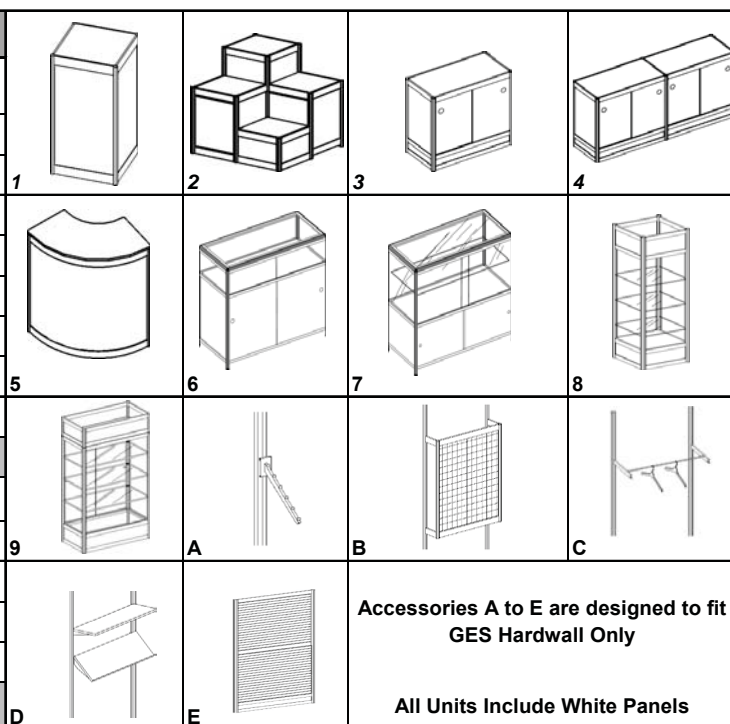 1
2
3
4
5
6
7
8
9
A
B
C
D
E
Accessories A to E are designed to fit
GES Hardwall Only
All Units Include White Panels